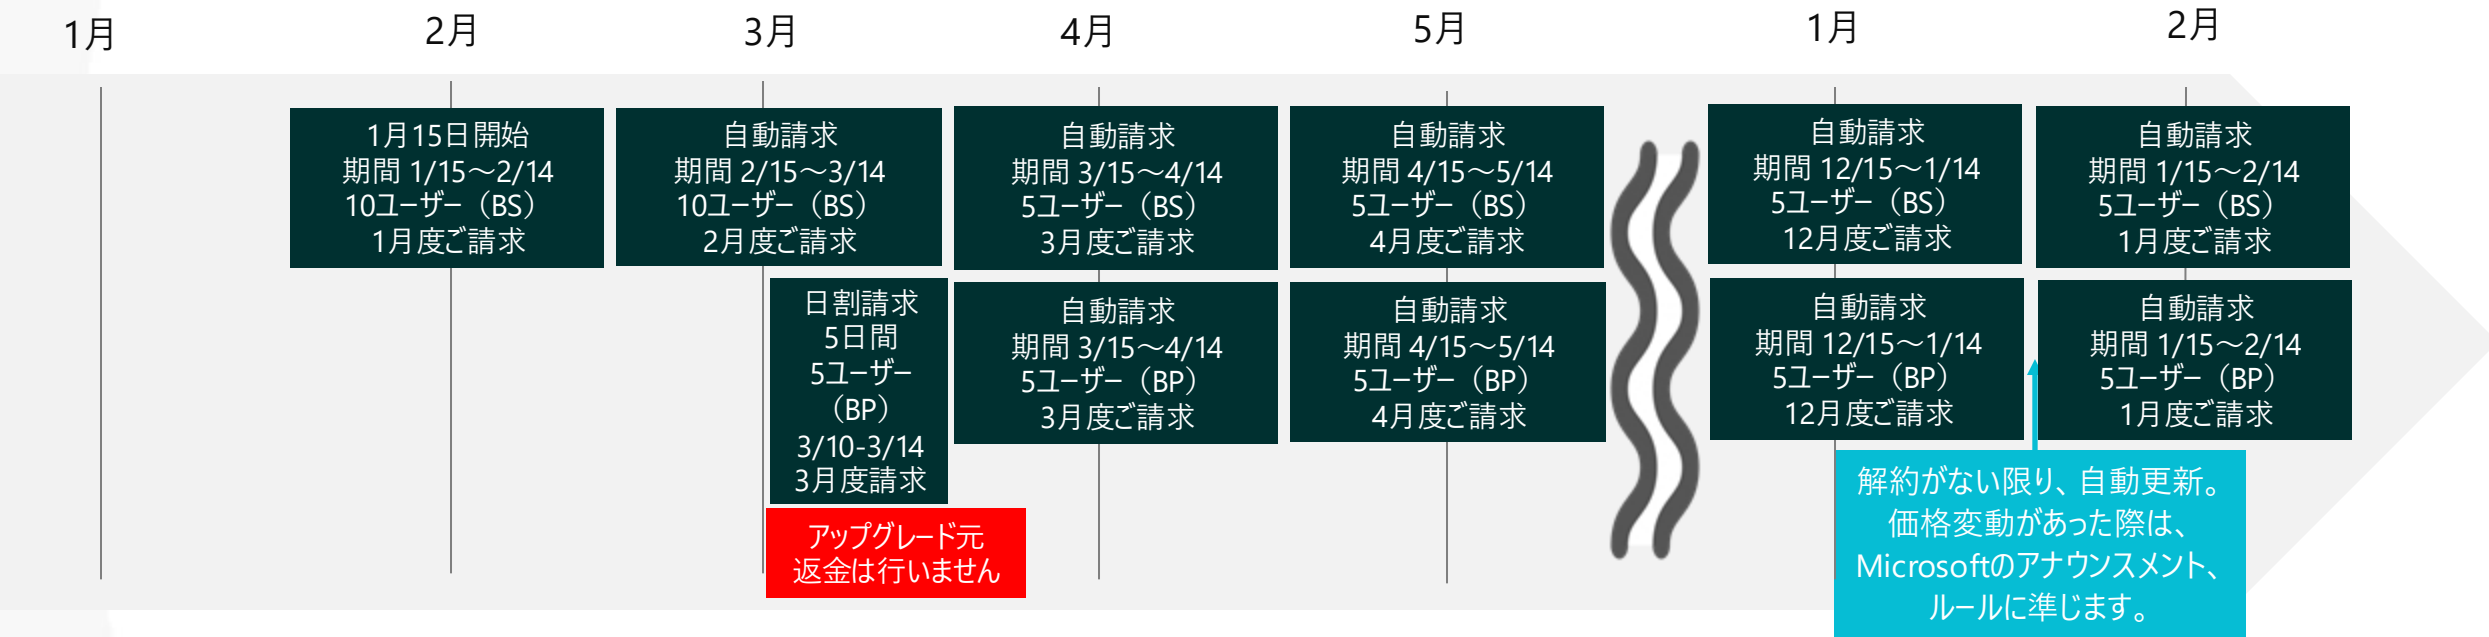 1月
2月
3月
4月
5月
1月
2月
1月15日開始
期間 1/15～2/14
10ユーザー（BS）
1月度ご請求
自動請求
期間 2/15～3/14
10ユーザー（BS）
2月度ご請求
自動請求
期間 3/15～4/14
5ユーザー（BS）
3月度ご請求
自動請求
期間 4/15～5/14
5ユーザー（BS）
4月度ご請求
自動請求
期間 12/15～1/14
5ユーザー（BS）
12月度ご請求
自動請求
期間 1/15～2/14
5ユーザー（BS）
1月度ご請求
日割請求
5日間
5ユーザー
（BP）
3/10-3/14
3月度請求
自動請求
期間 3/15～4/14
5ユーザー（BP）
3月度ご請求
自動請求
期間 4/15～5/14
5ユーザー（BP）
4月度ご請求
自動請求
期間 12/15～1/14
5ユーザー（BP）
12月度ご請求
自動請求
期間 1/15～2/14
5ユーザー（BP）
1月度ご請求
アップグレード元
返金は行いません
解約がない限り、自動更新。
価格変動があった際は、
Microsoftのアナウンスメント、
ルールに準じます。